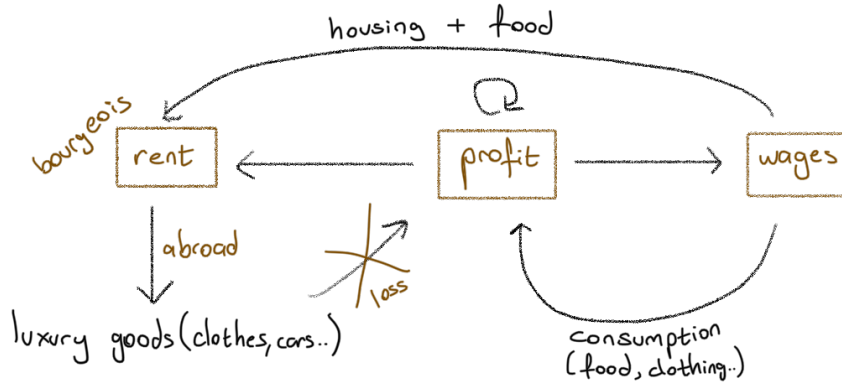 housing + food
bourgeois
rent
profit
wages
abroad
loss
luxury goods(clothes,cars..)
consumption
(food,clothing..)